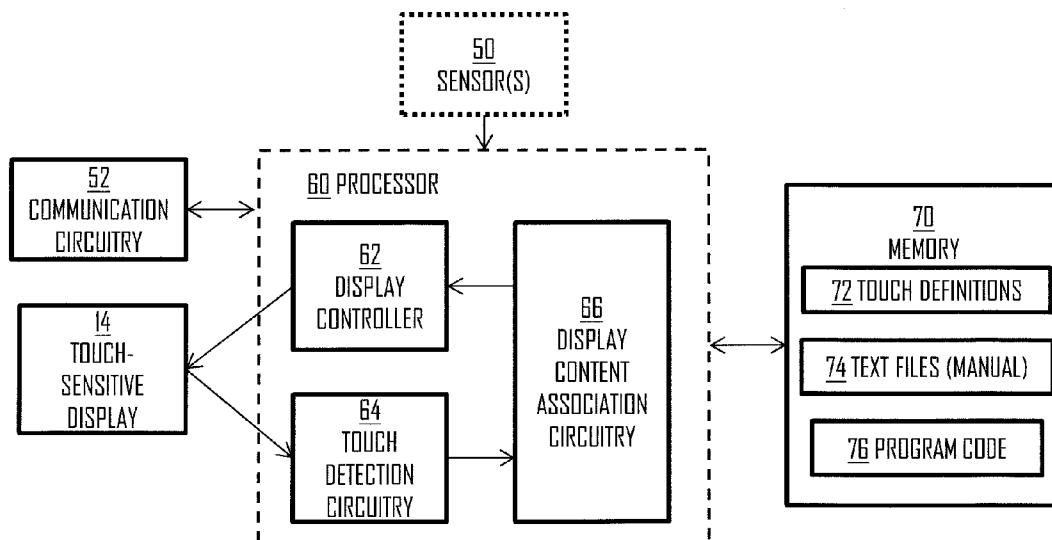 50
SENSOR(S)
52
COMMUNICATION
CIRCUITRY
14
TOUCH-
SENSITIVE
DISPLAY
60 PROCESSOR
62
DISPLAY
CONTROLLER
64
TOUCH
DETECTION
CIRCUITRY
66
DISPLAY
CONTENT
ASSOCIATION
CIRCUITRY
70
MEMORY
72 TOUCH DEFINITIONS
74 TEXT FILES (MANUAL)
76 PROGRAM CODE